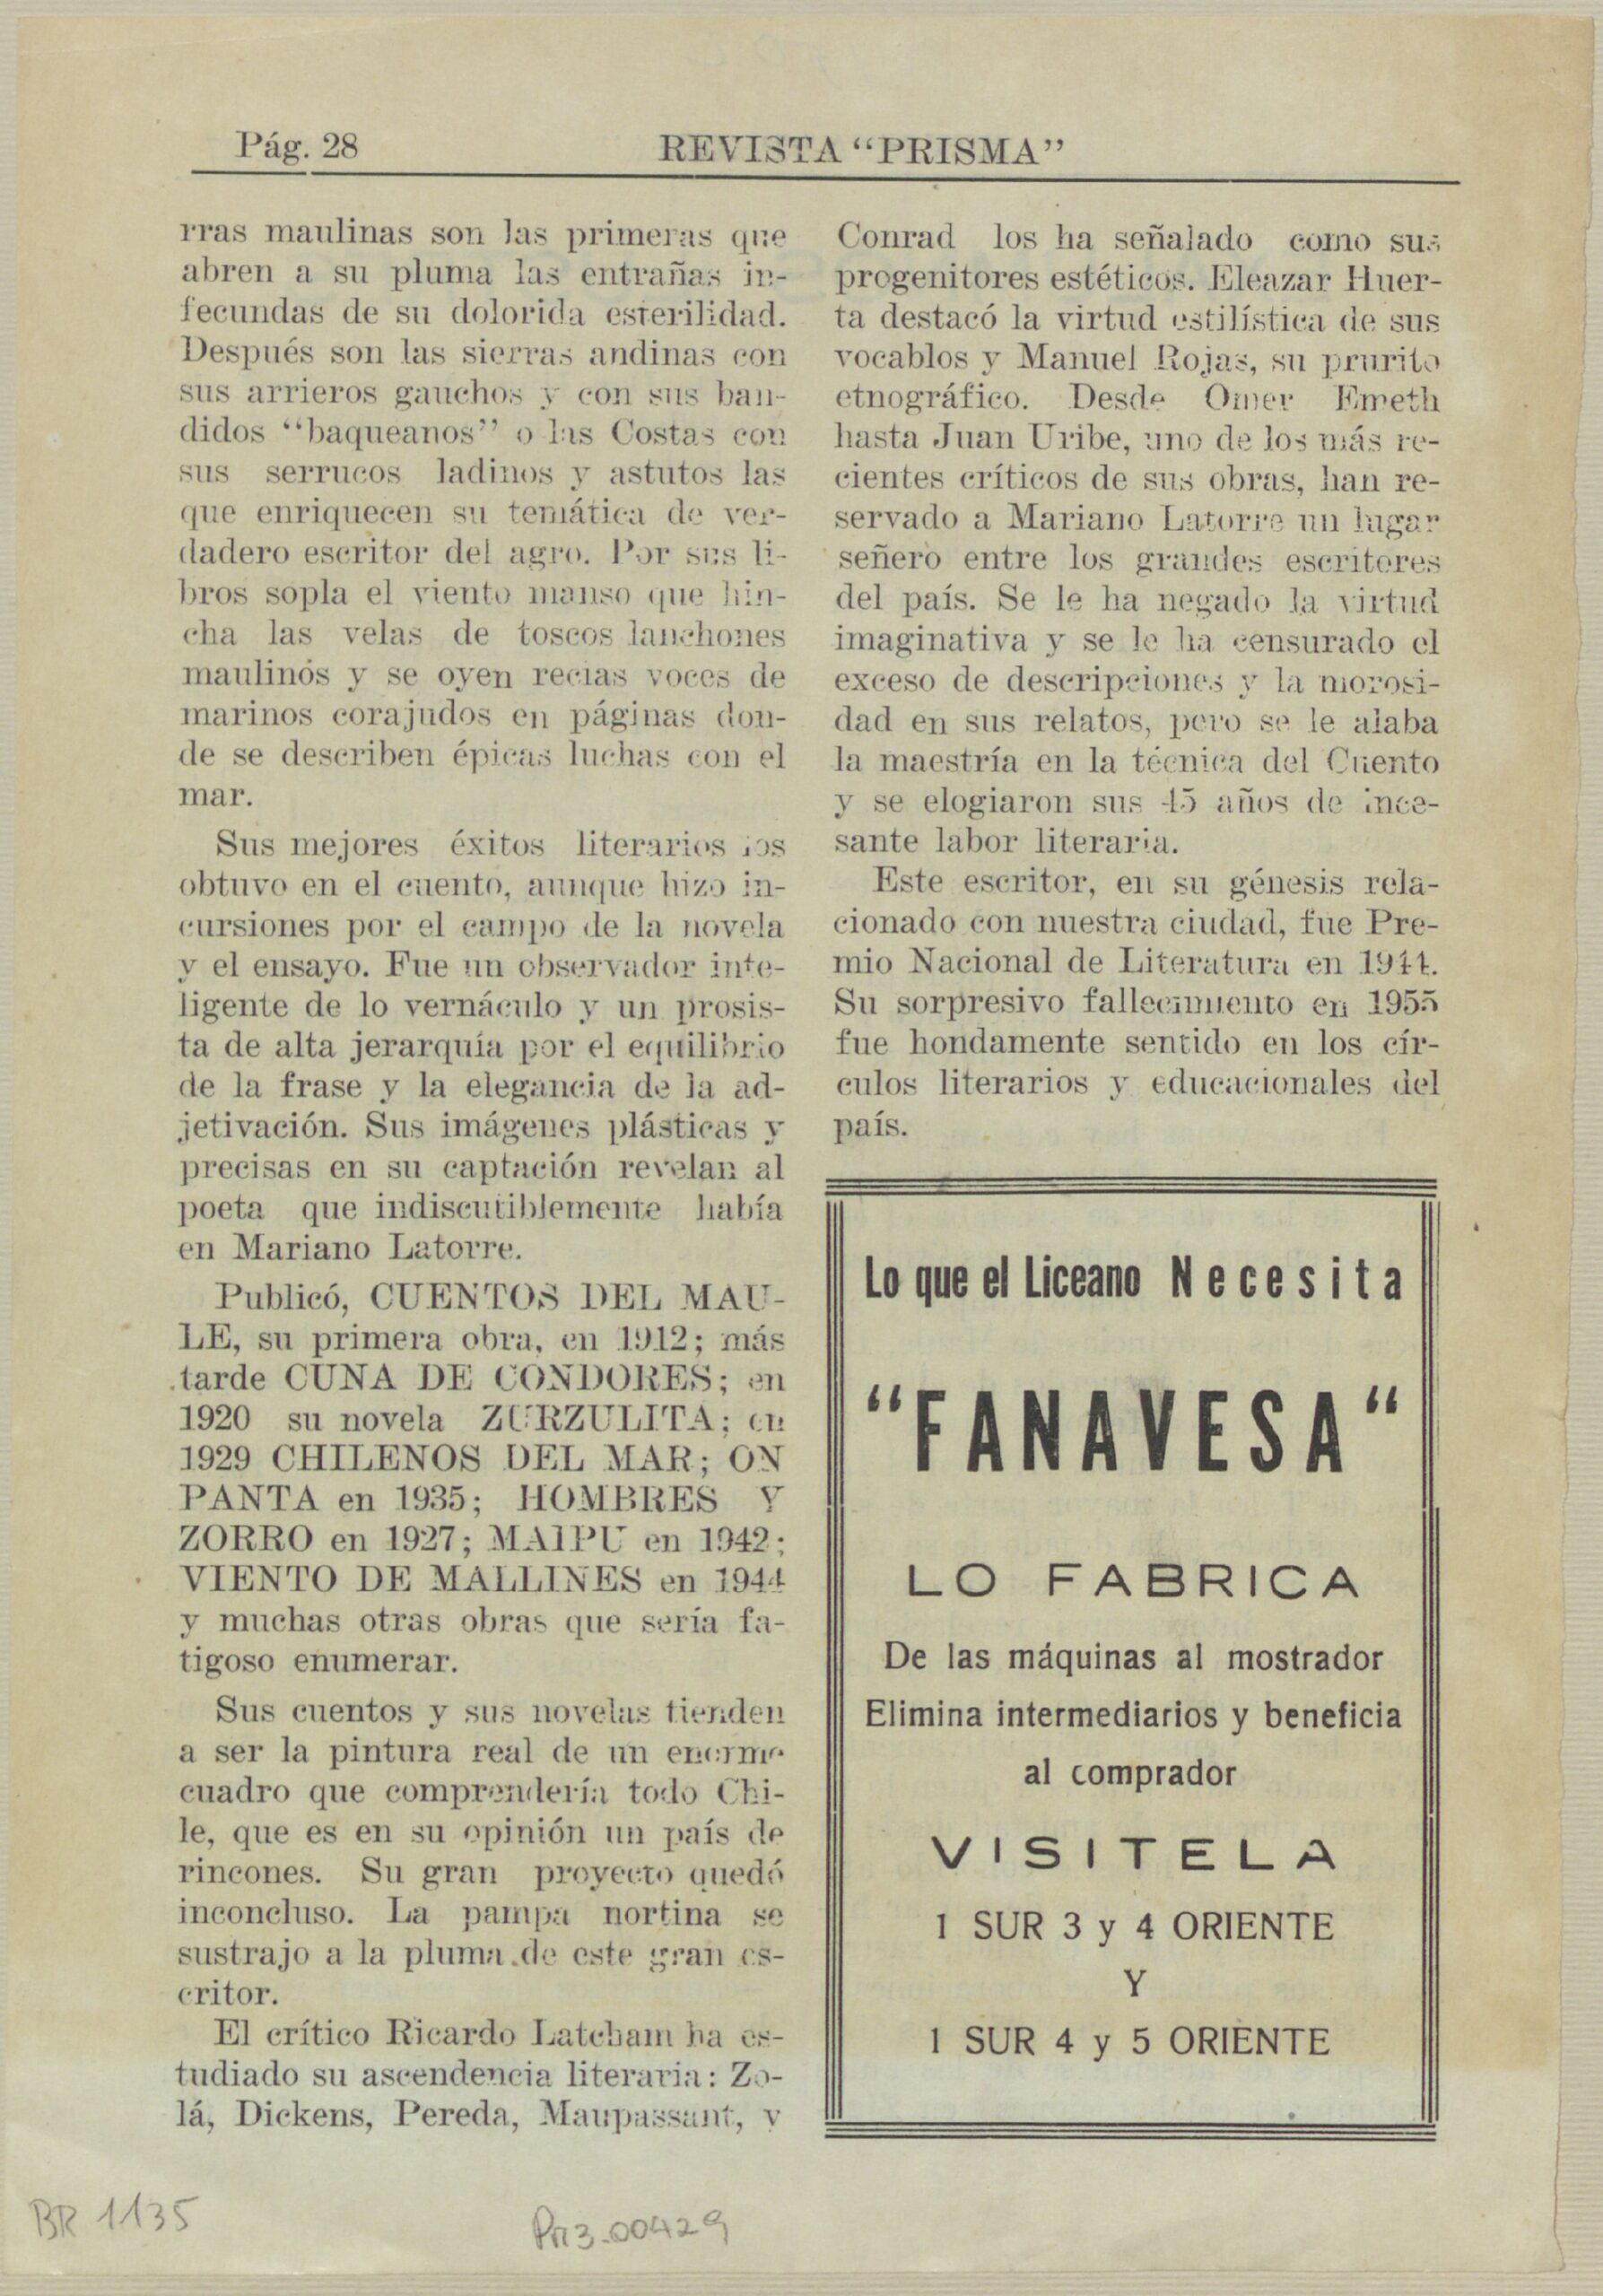 Pág. 28
REVISTA "PRISMA"
rras maulinas son las primeras que
abren a su pluma las entrañas in-
fecundas de su dolorida esterilidad.
Después son las sierras andinas con
sus arrieros gauchos y con sus ban-
didos "baqueanos" o las Costas con
sus serrucos ladinos y astutos las
que enriquecen su temática de ver-
dadero escritor del agro. Por sus li-
bros sopla el viento manso que hin-
cha las velas de toscos lanchones
maulinos y se oyen recias voces de
marinos corajudos en páginas don-
de se describen épicas luchas con el
mar.
Sus mejores éxitos literarios los
obtuvo en el cuento, aunque hizo in-
cursiones por el campo de la novela
y el ensayo. Fue un observador inte-
ligente de lo vernáculo y un prosis-
ta de alta jerarquía por el equilibrio
de la frase y la elegancia de la ad-
jetivación. Sus imágenes plásticas y
precisas en su captación revelan al
poeta que indiscutiblemente había
en Mariano Latorre.
Publicó, CUENTOS DEL MAU-
LE, su primera obra, en 1912; más
tarde CUNA DE CONDORES; en
1920 su novela ZURZULITA; en
1929 CHILENOS DEL MAR; ON
PANTA en 1935; HOMBRES Y
ZORRO en 1927; MAIPU en 1942;
VIENTO DE MALLINES en 1944
y muchas otras obras que sería fa-
tigoso enumerar.
Sus cuentos y sus novelas tienden
a ser la pintura real de un enorme
cuadro que comprendería todo Chi-
le, que es en su opinión un país de
rincones. Su gran proyecto quedó
inconcluso. La pampa nortina se
sustrajo a la pluma de este gran es-
critor.
El crítico Ricardo Latcham ha es-
tudiado su ascendencia literaria: Zo-
lá, Dickens, Pereda, Maupassant, y
Conrad los ha señalado como sus
progenitores estéticos. Eleazar Huer-
ta destacó la virtud estilística de sus
vocablos y Manuel Rojas, su prurito
etnográfico. Desde Omer Emeth
hasta Juan Uribe, uno de los más re-
cientes críticos de sus obras, han re-
servado a Mariano Latorre un lugar
señero entre los grandes escritores
del país. Se le ha negado la virtud
imaginativa y se le ha censurado el
exceso de descripciones y la morosi-
dad en sus relatos, pero se le alaba
la maestría en la técnica del Cuento
y se elogiaron sus 45 años de ince-
sante labor literaria.
Este escritor, en su génesis rela-
cionado con nuestra ciudad, fue Pre-
mio Nacional de Literatura en 1944.
Su sorpresivo fallecimiento en 1955
fue hondamente sentido en los cír-
culos literarios y educacionales del
país.
Lo que el Liceano Necesita
"FANAVESA"
LO FABRICA
De las máquinas al mostrador
Elimina intermediarios y beneficia
al comprador
VISITELA
1 SUR 3 y 4 ORIENTE
Y
1 SUR 4 y 5 ORIENTE
BR 1135